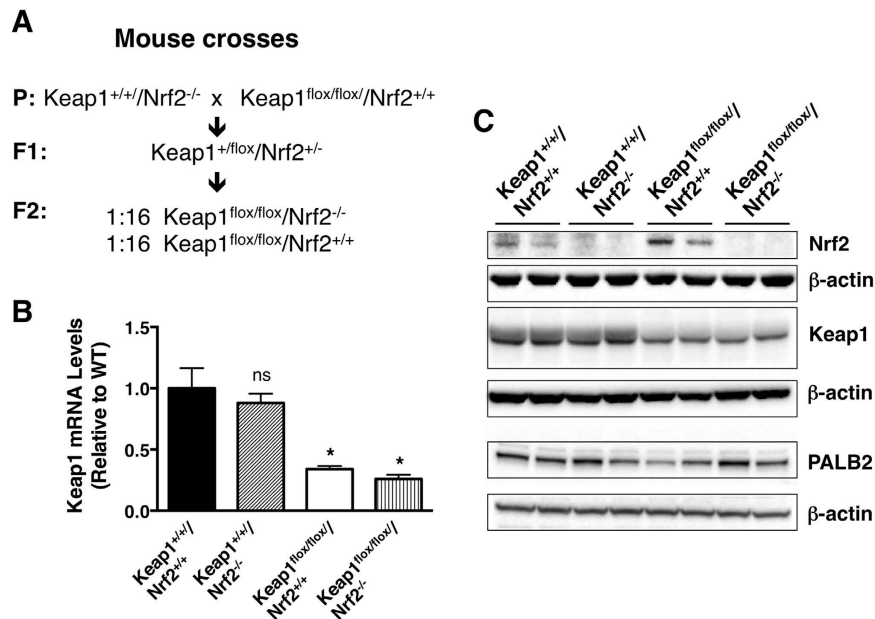 A
Mouse crosses
P: Keap1+/+/Nrf2-/- x Keap1flox/flox/Nrf2+/+
F1: Keap1+/flox/Nrf2+/-
F2:
1:16 Keap1flox/flox/Nrf2-/-
1:16 Keap1flox/flox/Nrf2+/+
B
Keap1 mRNA Levels
(Relative to WT)
1.5
1.0
0.5
0.0
ns
*
*
Keap1+/+/
Nrf2+/+
Keap1+/+/
Nrf2-/-
Keap1flox/flox/
Nrf2+/+
Keap1flox/flox/
Nrf2-/-
C
Keap1+/+/
Nrf2+/+
Keap1+/+/
Nrf2-/-
Keap1flox/flox/
Nrf2+/+
Keap1flox/flox/
Nrf2-/-
Nrf2
β-actin
Keap1
β-actin
PALB2
β-actin